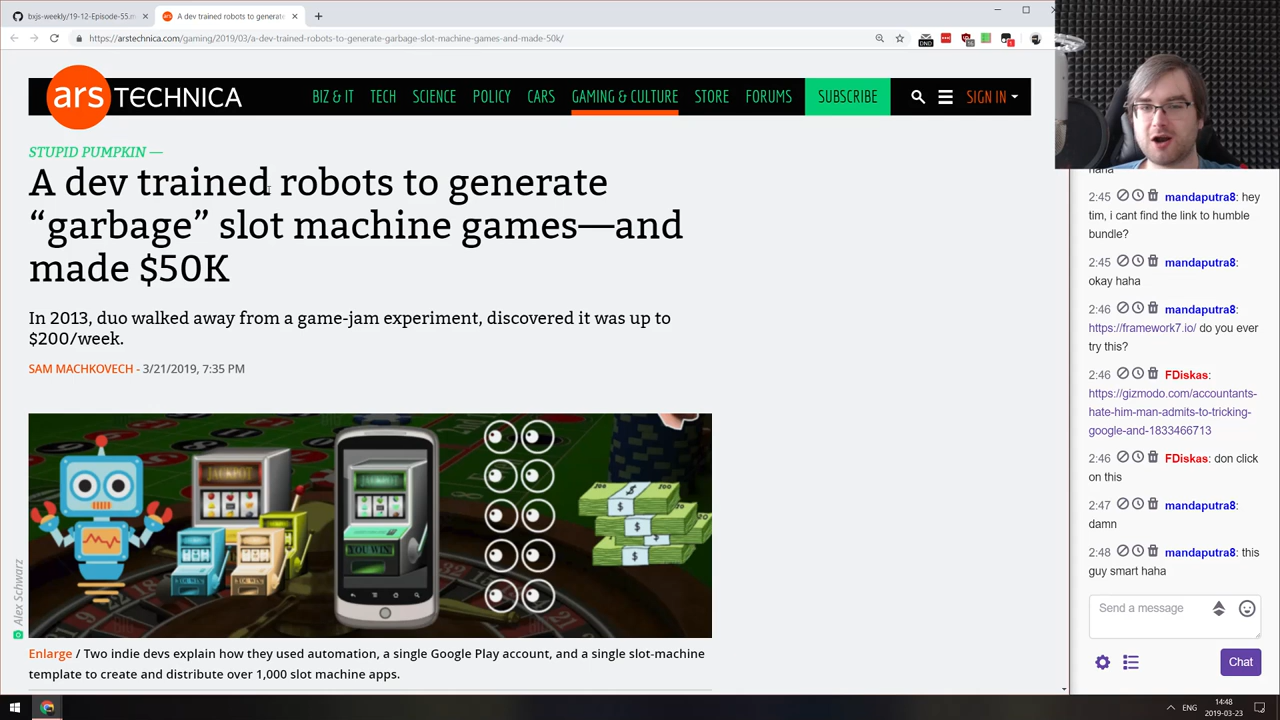 bxjs-weekly/19-12-Episode-55.m
A dev trained robots to generate
https://arstechnica.com/gaming/2019/03/a-dev-trained-robots-to-generate-garbage-slot-machine-games-and-made-50k/
DND
ars TECHNICA
BIZ & IT TECH SCIENCE POLICY CARS GAMING & CULTURE STORE FORUMS SUBSCRIBE SIGN IN
STUPID PUMPKIN —
A dev trained robots to generate
“garbage” slot machine games—and
made $50K
In 2013, duo walked away from a game-jam experiment, discovered it was up to
$200/week.
SAM MACHKOVECH - 3/21/2019, 7:35 PM
JACKPOT
YOU WIN
Alex Schwarz
Enlarge / Two indie devs explain how they used automation, a single Google Play account, and a single slot-machine
template to create and distribute over 1,000 slot machine apps.
haha
2:45 mandaputra8: hey
tim, i cant find the link to humble
bundle?
2:45 mandaputra8:
okay haha
2:46 mandaputra8:
https://framework7.io/ do you ever
try this?
2:46 FDiskas:
https://gizmodo.com/accountants-
hate-him-man-admits-to-tricking-
google-and-1833466713
2:46 FDiskas: don click
on this
2:47 mandaputra8:
damn
2:48 mandaputra8: this
guy smart haha
Send a message
Chat
ENG
14:48
2019-03-23